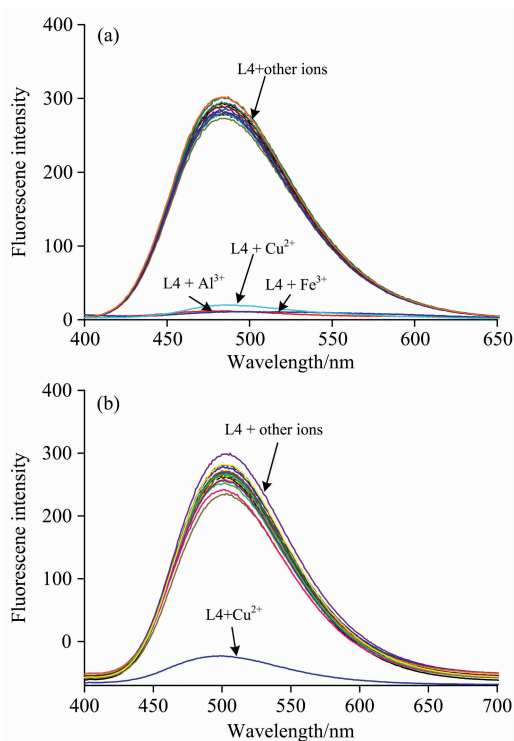 (a)
L4+other ions
L4 + Cu²⁺
L4 + Al³⁺
L4 + Fe³⁺
Fluorescene intensity
400
300
200
100
0
400 450 500 550 600 650
Wavelength/nm
(b)
L4 + other ions
L4+Cu²⁺
Fluorescene intensity
400
300
200
100
0
400 450 500 550 600 650 700
Wavelength/nm